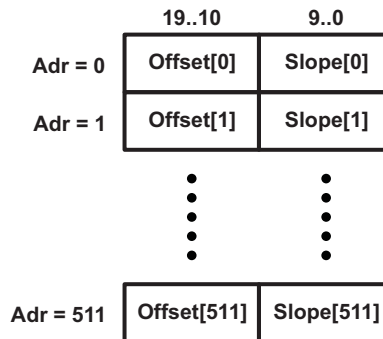 19..10 9..0
Adr = 0 Offset[0] Slope[0]
Adr = 1 Offset[1] Slope[1]
Adr = 511 Offset[511] Slope[511]